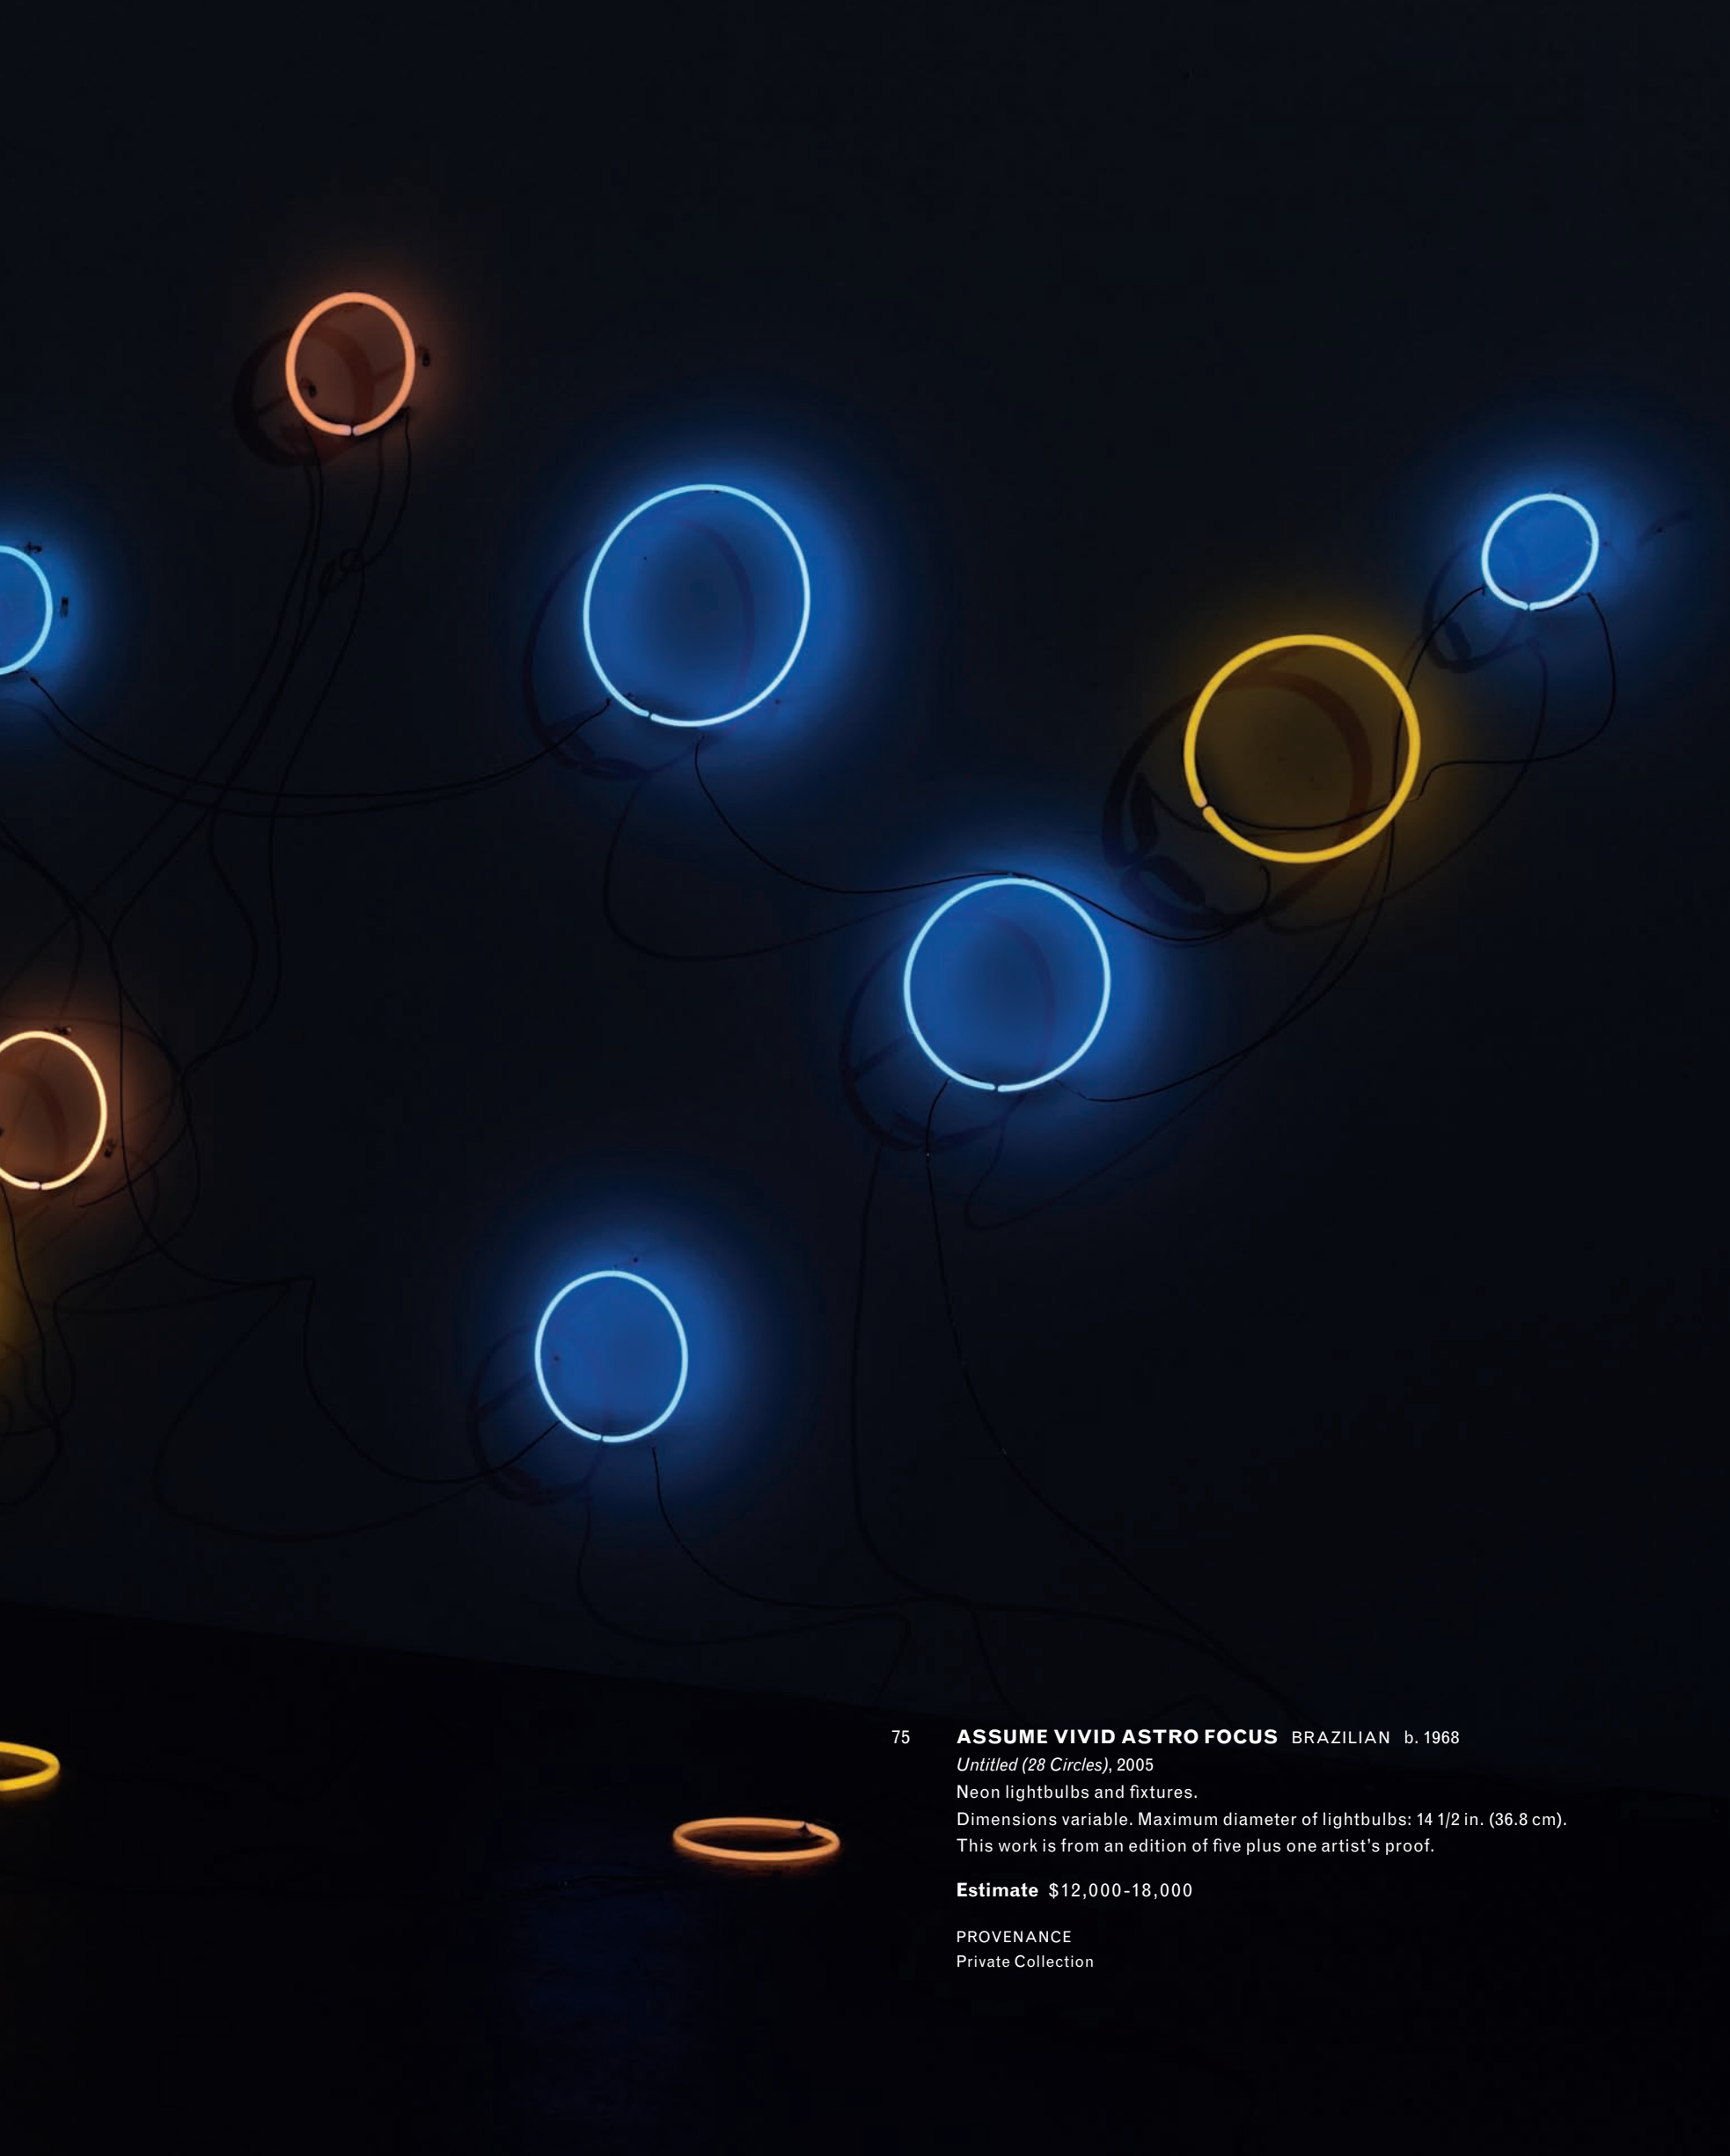 75 ASSUME VIVID ASTRO FOCUS BRAZILIAN b. 1968
Untitled (28 Circles), 2005
Neon lightbulbs and fixtures.
Dimensions variable. Maximum diameter of lightbulbs: 14 1/2 in. (36.8 cm).
This work is from an edition of five plus one artist’s proof.
Estimate $12,000-18,000
PROVENANCE
Private Collection